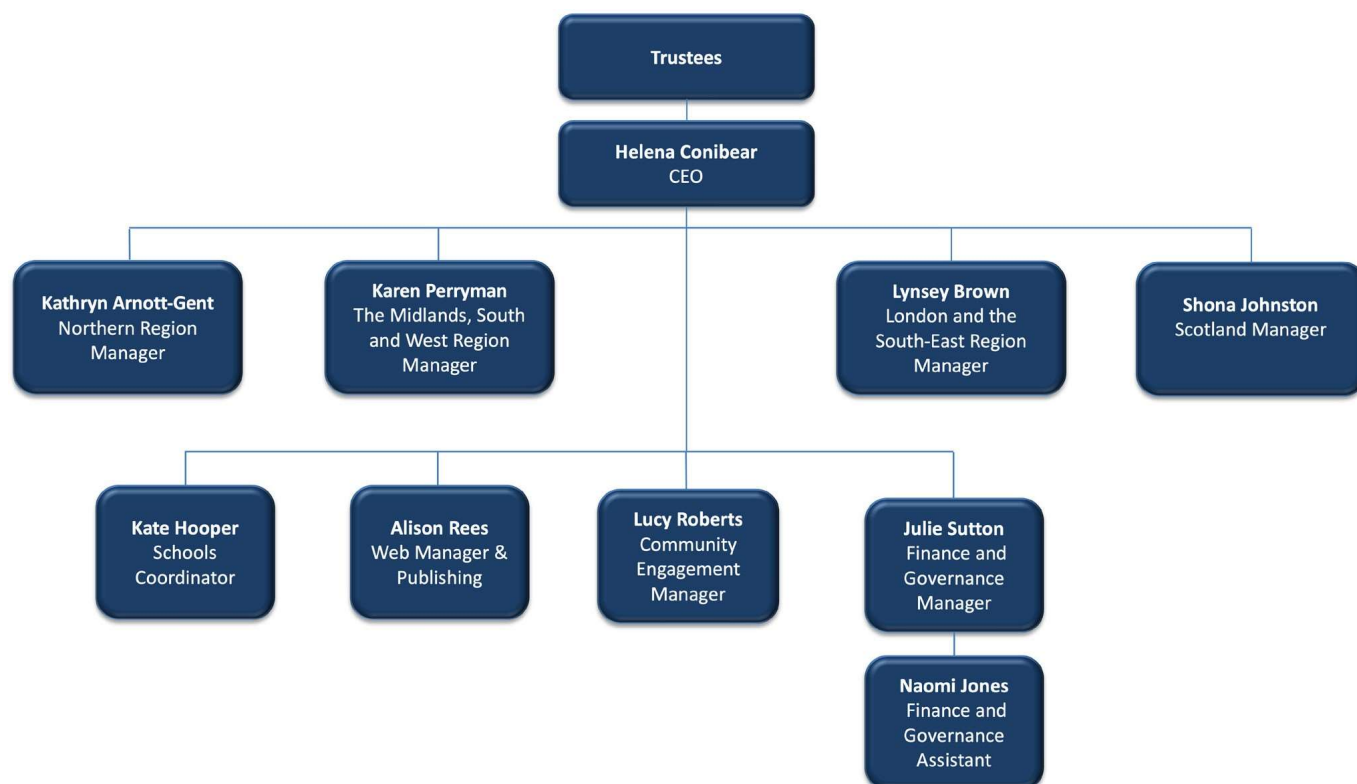 Trustees
Helena Conibear
CEO
Kathryn Arnott-Gent
Northern Region
Manager
Karen Perryman
The Midlands, South
and West Region
Manager
Lynsey Brown
London and the
South-East Region
Manager
Shona Johnston
Scotland Manager
Kate Hooper
Schools
Coordinator
Alison Rees
Web Manager &
Publishing
Lucy Roberts
Community
Engagement
Manager
Julie Sutton
Finance and
Governance
Manager
Naomi Jones
Finance and
Governance
Assistant